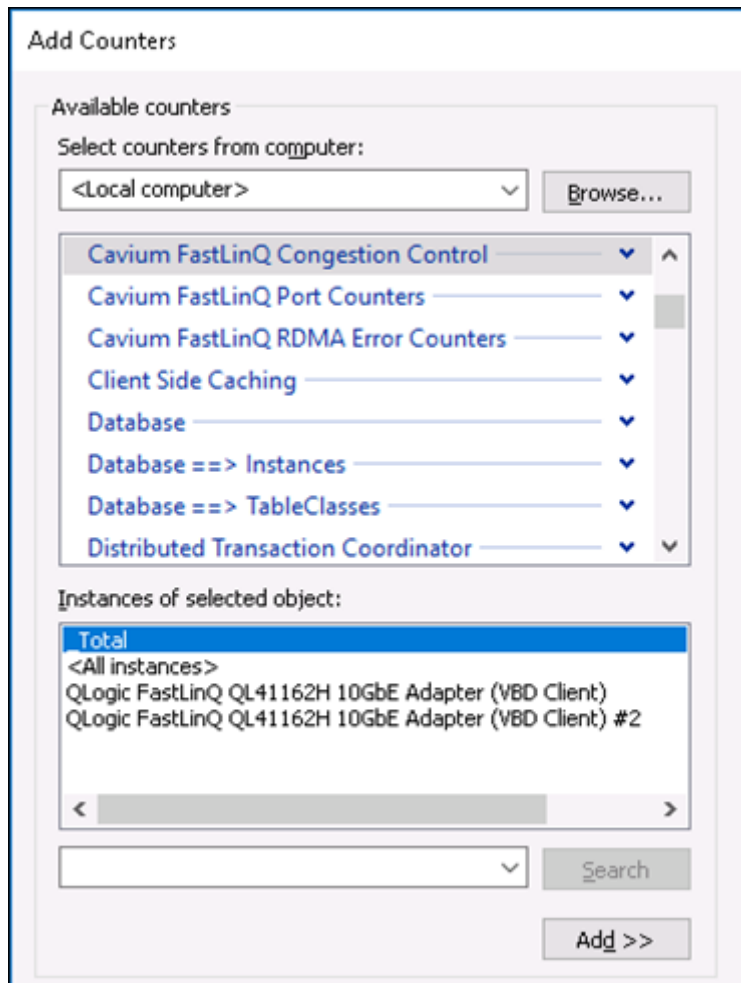 Add Counters
Available counters
Select counters from computer:
<Local computer>
Browse...
Cavium FastLinQ Congestion Control
Cavium FastLinQ Port Counters
Cavium FastLinQ RDMA Error Counters
Client Side Caching
Database
Database ==> Instances
Database ==> TableClasses
Distributed Transaction Coordinator
Instances of selected object:
_Total
<All instances>
QLogic FastLinQ QL41162H 10GbE Adapter (VBD Client)
QLogic FastLinQ QL41162H 10GbE Adapter (VBD Client) #2
Search
Add >>